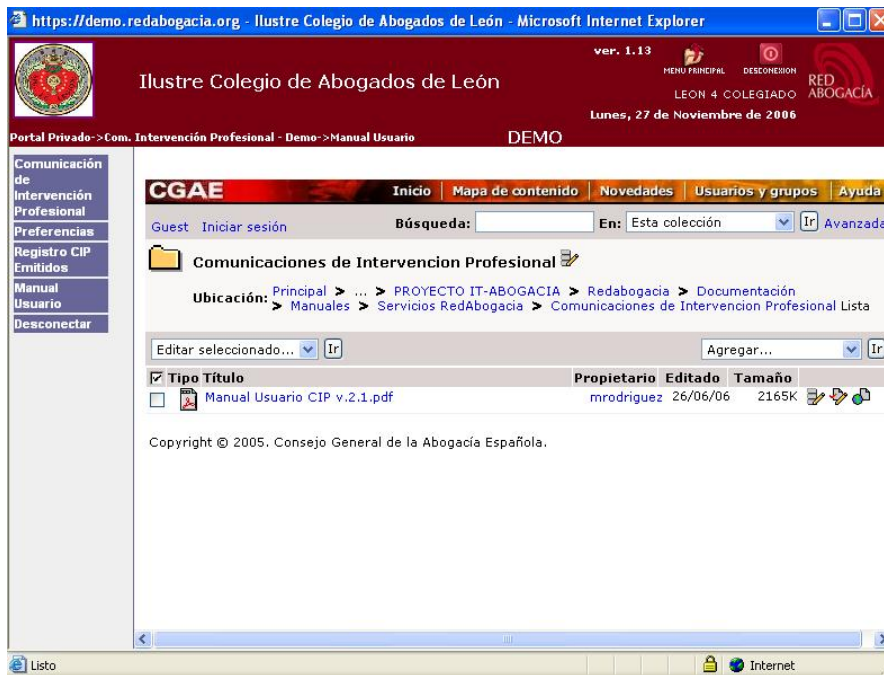 https://demo.redabogacia.org - Ilustre Colegio de Abogados de León - Microsoft Internet Explorer
ver. 1.13
MENU PRINCIPAL
DESCONEXION
Ilustre Colegio de Abogados de León
RED ABOGACÍA
LEON 4 COLEGIADO
Lunes, 27 de Noviembre de 2006
Portal Privado->Com. Intervención Profesional - Demo->Manual Usuario
DEMO
Comunicación
de
Intervención
Profesional
Preferencias
Registro CIP
Emitidos
Manual
Usuario
Desconectar
CGAE Inicio Mapa de contenido Novedades Usuarios y grupos Ayuda
Guest Iniciar sesión Búsqueda: En: Esta colección Ir Avanzada
Comunicaciones de Intervencion Profesional
Ubicación: Principal > ... > PROYECTO IT-ABOGACIA > Redabogacia > Documentación
> Manuales > Servicios RedAbogacia > Comunicaciones de Intervencion Profesional Lista
Editar seleccionado... Ir Agregar... Ir
Tipo Título Propietario Editado Tamaño
Manual Usuario CIP v.2.1.pdf mrodriguez 26/06/06 2165K
Copyright © 2005. Consejo General de la Abogacía Española.
Listo Internet